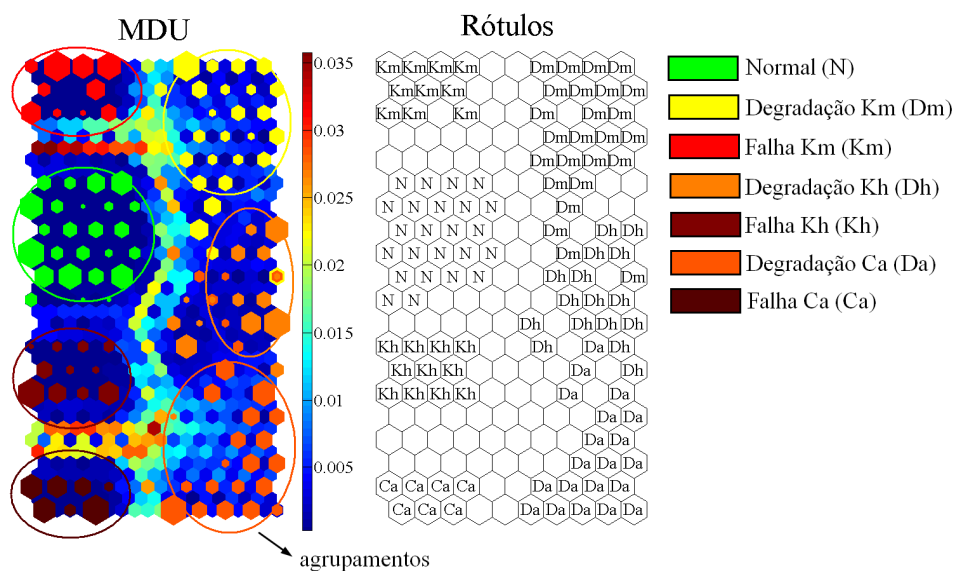 MDU
Rótulos
0.035
0.03
0.025
0.02
0.015
0.01
0.005
Km Km Km Km Dm Dm Dm Dm
Km Km Km Dm Dm Dm Dm
Km Km Km Dm Dm Dm
Dm Dm Dm Dm
Dm Dm Dm Dm
N N N N Dm Dm
N N N N N Dm
N N N N Dm Dh Dh
N N N N N Dm Dh Dh
N N N N Dh Dh Dm
N N Dh Dh Dh
Dh Dh Dh Dh
Kh Kh Kh Kh Dh Da Dh
Kh Kh Kh Da Dh
Kh Kh Kh Kh Da Da
Da Da
Da Da
Da Da Da
Ca Ca Ca Ca Da Da Da Da
Ca Ca Ca Da Da Da Da Da
Normal (N)
Degradação Km (Dm)
Falha Km (Km)
Degradação Kh (Dh)
Falha Kh (Kh)
Degradação Ca (Da)
Falha Ca (Ca)
agrupamentos